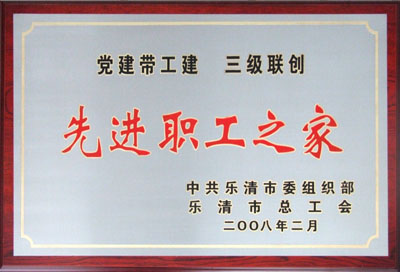 党建带工建 三级联创
先进职工之家
中共乐清市委组织部
乐清市总工会
二〇〇八年二月